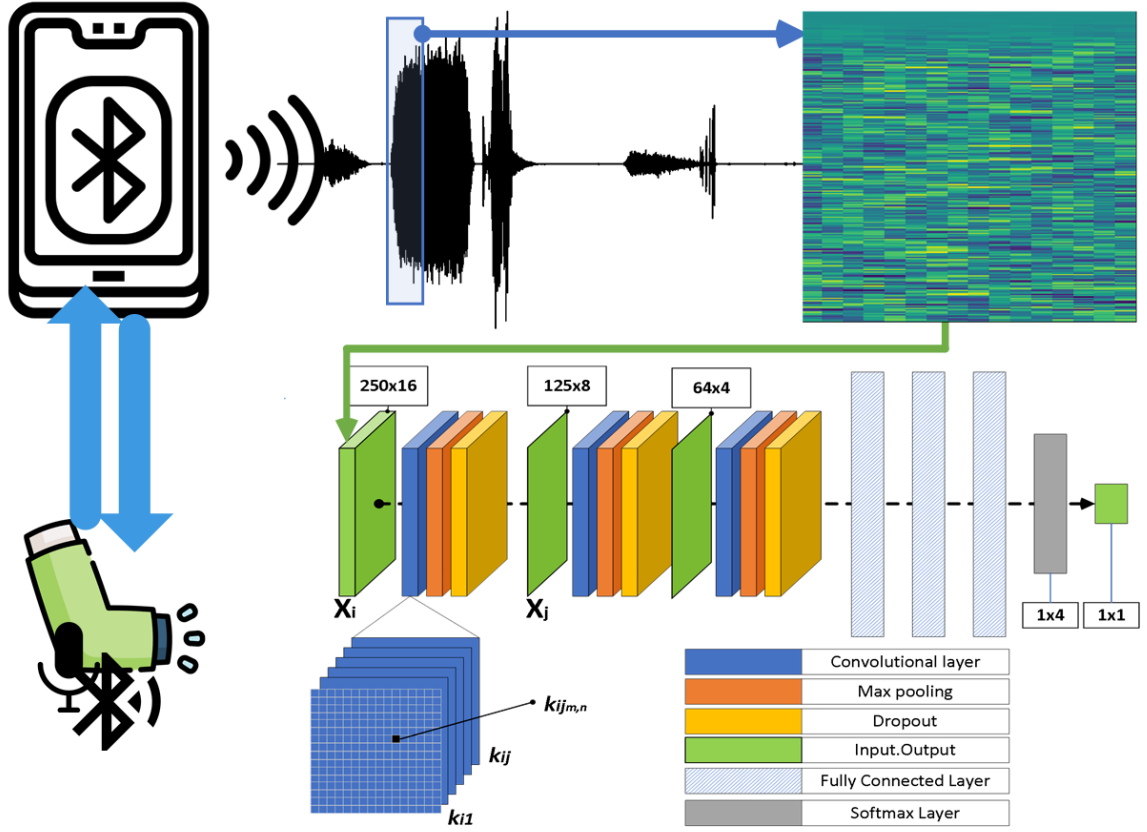 250x16
125x8
64x4
Xi
Xj
1x4
1x1
kijm,n
kij
ki1
Convolutional layer
Max pooling
Dropout
Input.Output
Fully Connected Layer
Softmax Layer